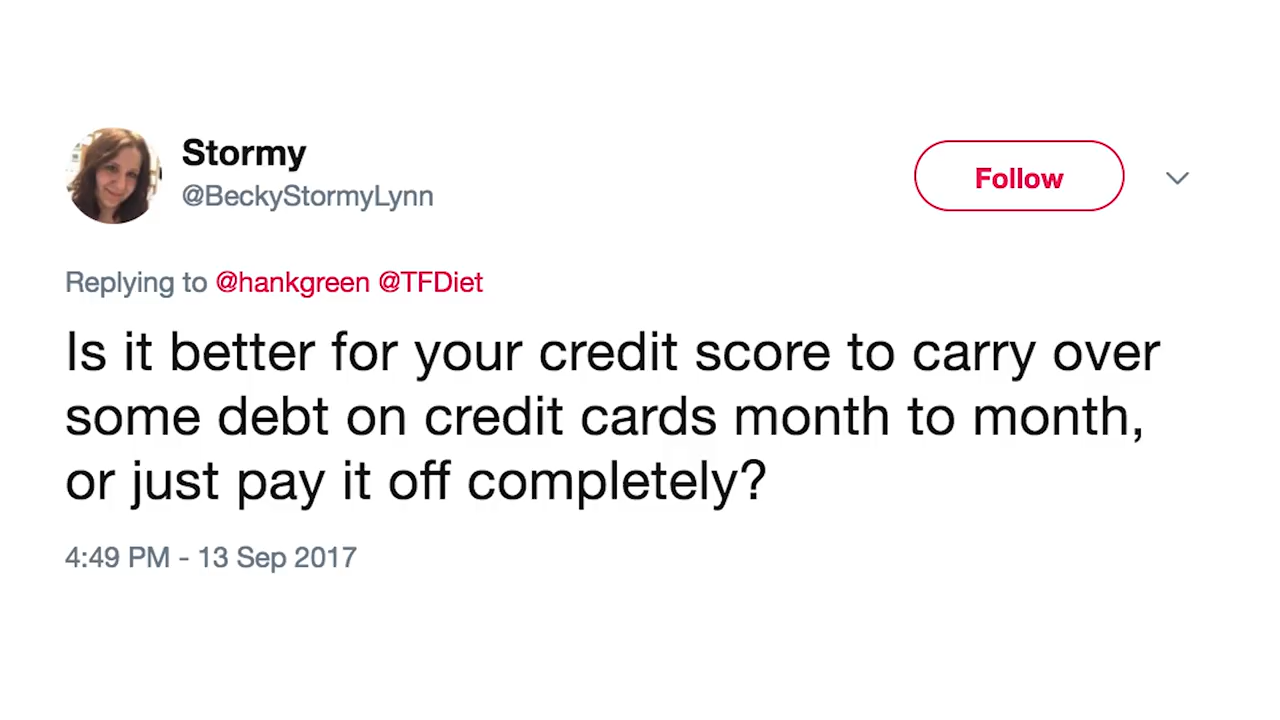 Stormy
@BeckyStormyLynn
Follow
Replying to @hankgreen @TFDiet
Is it better for your credit score to carry over
some debt on credit cards month to month,
or just pay it off completely?
4:49 PM - 13 Sep 2017